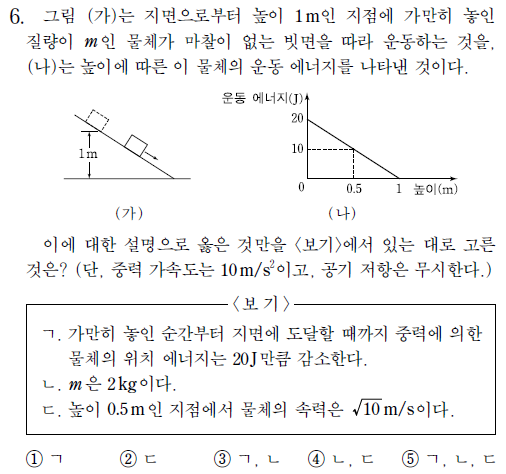 6. 그림 (가)는 지면으로부터 높이 1m인 지점에 가만히 놓인
질량이 m인 물체가 마찰이 없는 빗면을 따라 운동하는 것을,
(나)는 높이에 따른 이 물체의 운동 에너지를 나타낸 것이다.
1m
(가)
운동 에너지(J)
20
10
0
0.5
1
높이(m)
(나)
이에 대한 설명으로 옳은 것만을 <보기>에서 있는 대로 고른
것은? (단, 중력 가속도는 10m/s²이고, 공기 저항은 무시한다.)
<보 기>
ㄱ. 가만히 놓인 순간부터 지면에 도달할 때까지 중력에 의한
물체의 위치 에너지는 20J만큼 감소한다.
ㄴ. m은 2kg이다.
ㄷ. 높이 0.5m인 지점에서 물체의 속력은 √10m/s이다.
① ㄱ ② ㄷ ③ ㄱ, ㄴ ④ ㄴ, ㄷ ⑤ ㄱ, ㄴ, ㄷ